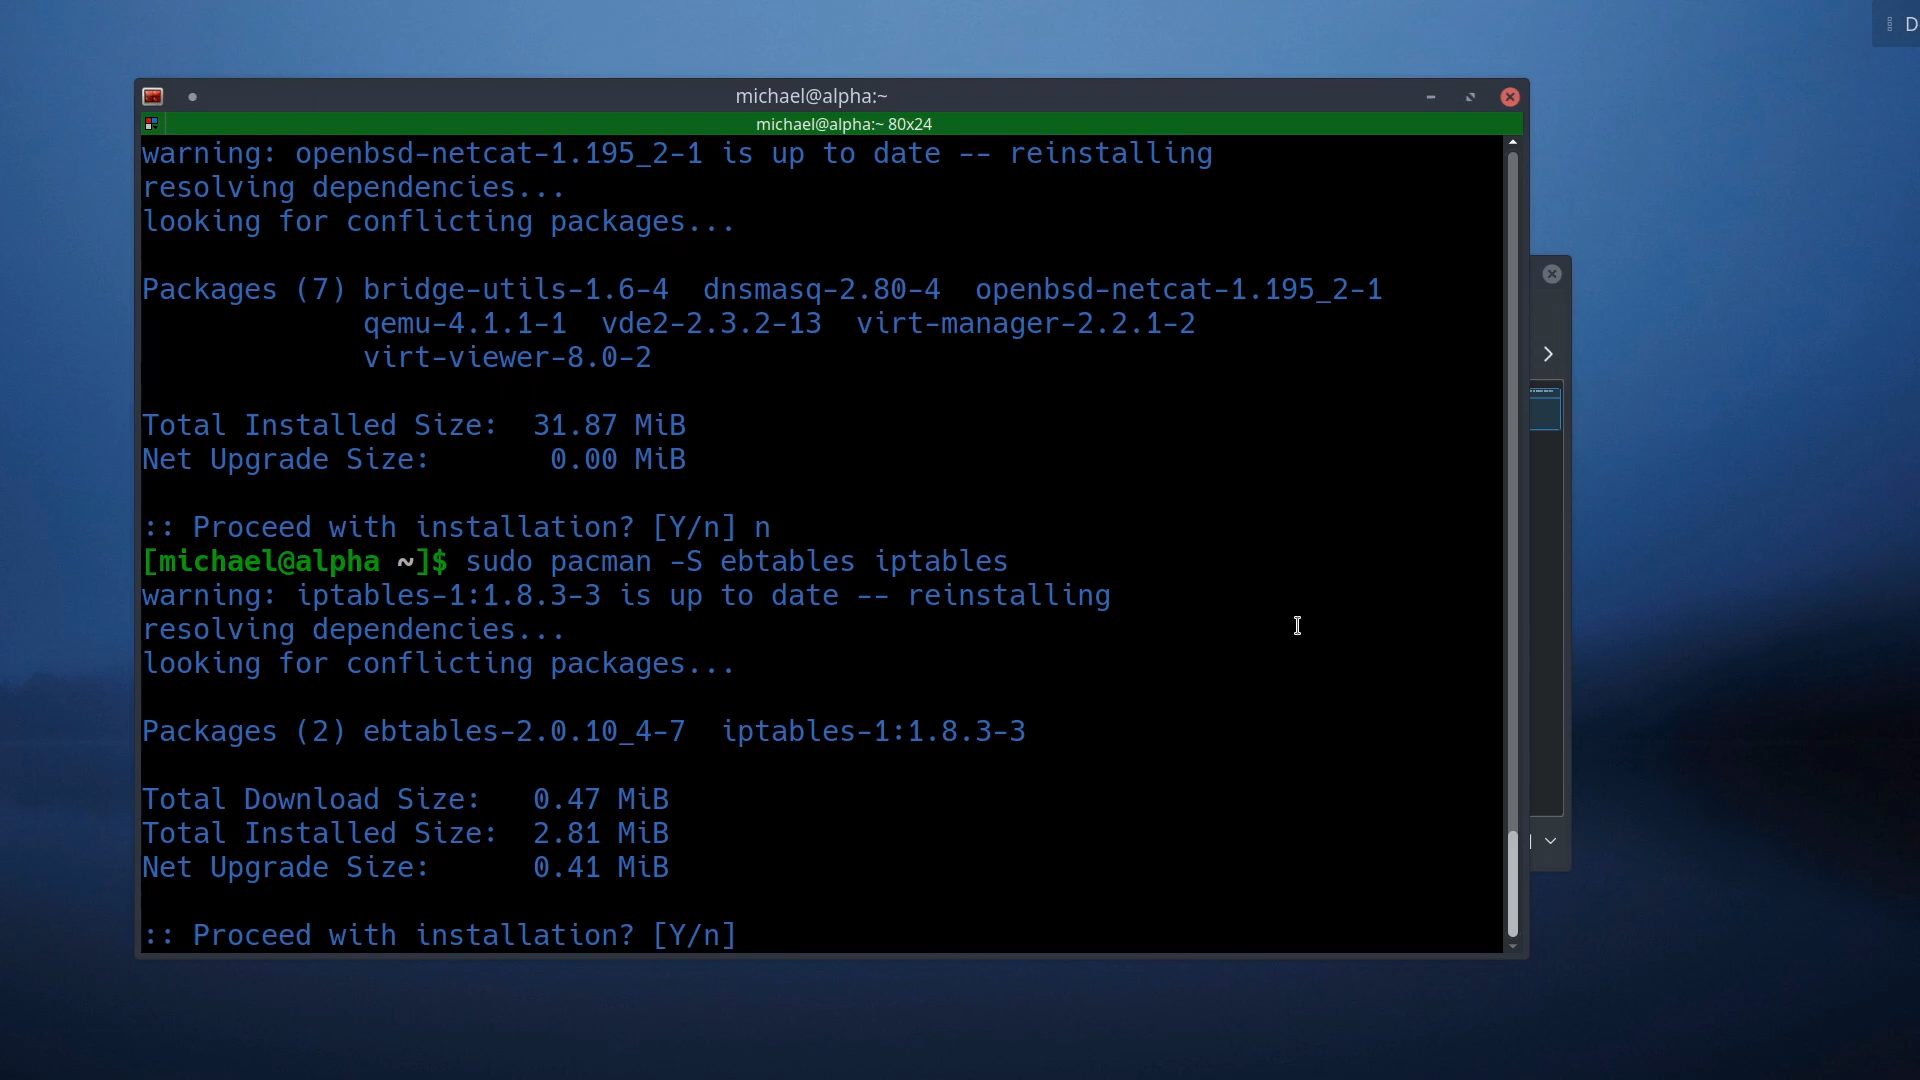 D
michael@alpha:~
michael@alpha:~ 80x24
warning: openbsd-netcat-1.195_2-1 is up to date -- reinstalling
resolving dependencies...
looking for conflicting packages...
Packages (7) bridge-utils-1.6-4  dnsmasq-2.80-4  openbsd-netcat-1.195_2-1
qemu-4.1.1-1  vde2-2.3.2-13  virt-manager-2.2.1-2
virt-viewer-8.0-2
Total Installed Size:  31.87 MiB
Net Upgrade Size:       0.00 MiB
:: Proceed with installation? [Y/n] n
[michael@alpha ~]$ sudo pacman -S ebtables iptables
warning: iptables-1:1.8.3-3 is up to date -- reinstalling
resolving dependencies...
looking for conflicting packages...
Packages (2) ebtables-2.0.10_4-7  iptables-1:1.8.3-3
Total Download Size:   0.47 MiB
Total Installed Size:  2.81 MiB
Net Upgrade Size:      0.41 MiB
:: Proceed with installation? [Y/n]